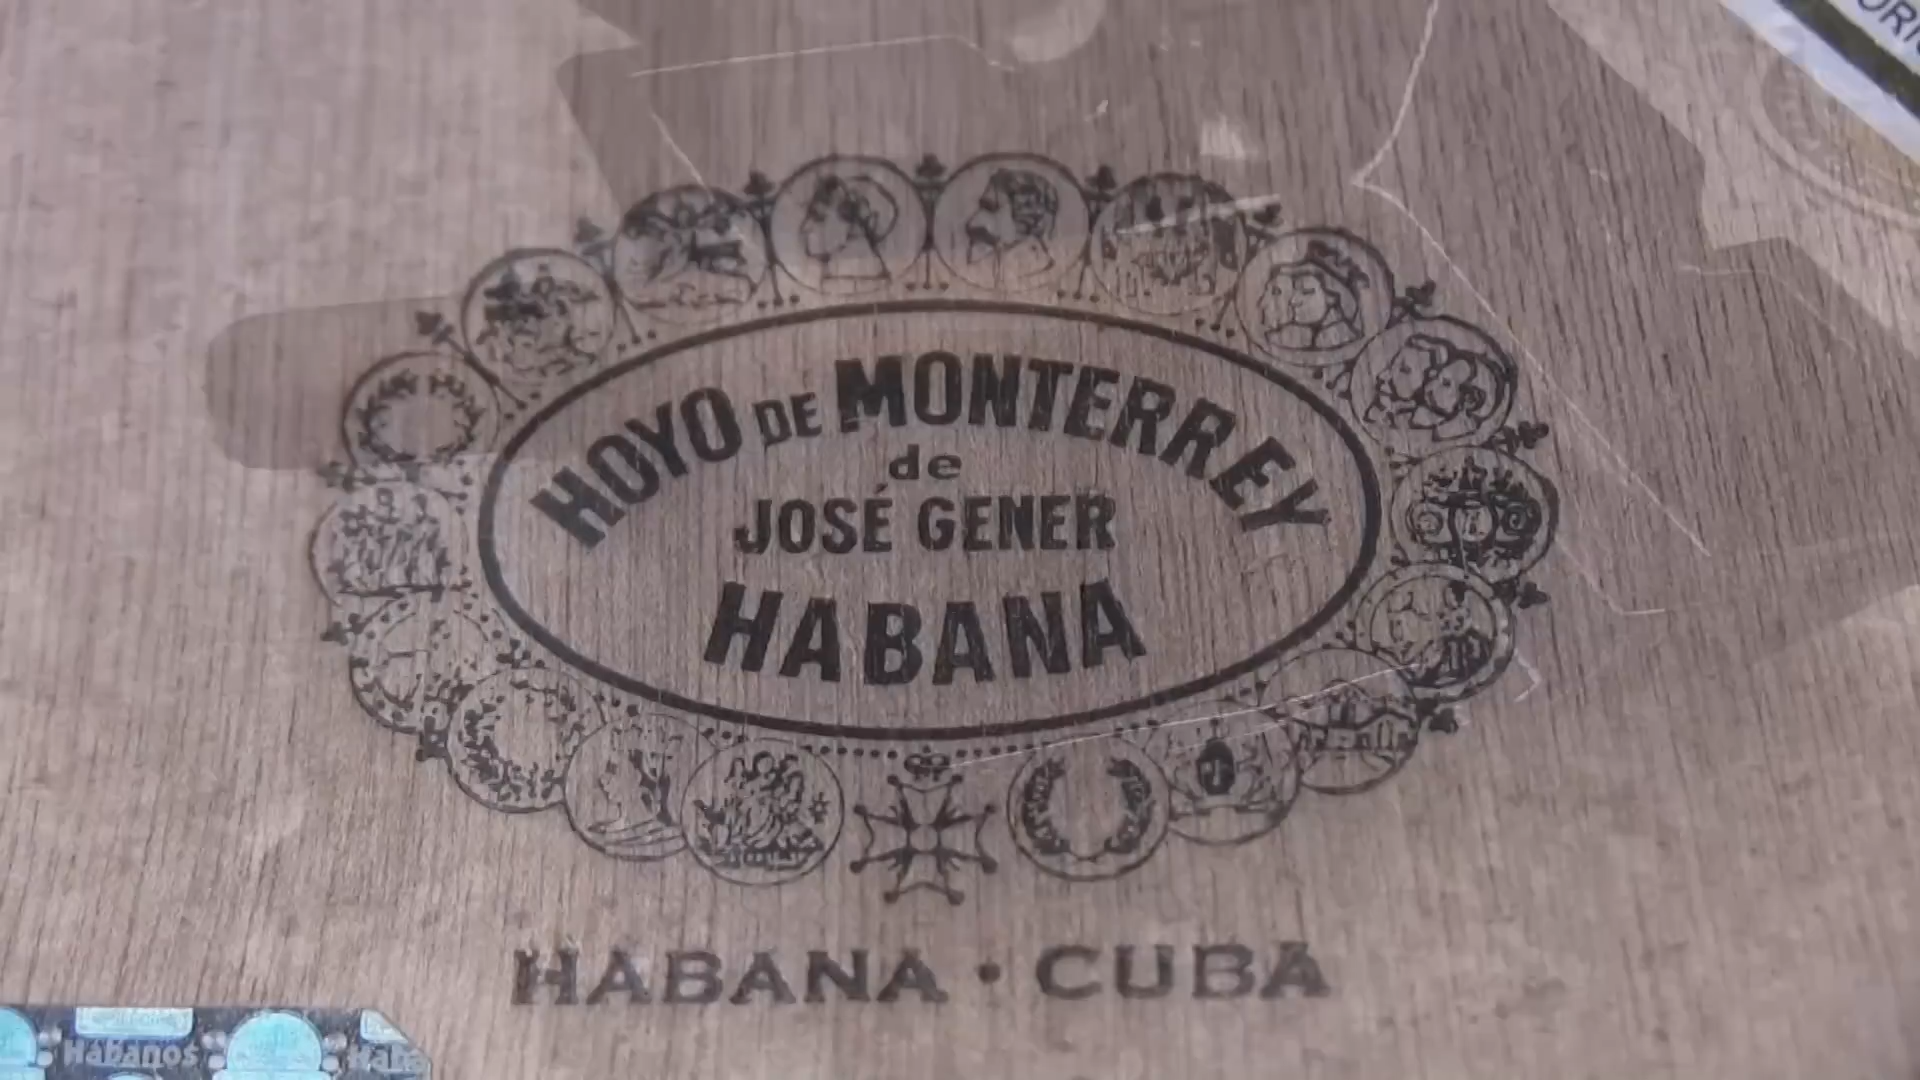 HOYO DE MONTERREY
de
JOSÉ GENER
HABANA
HABANA • CUBA
Habanos